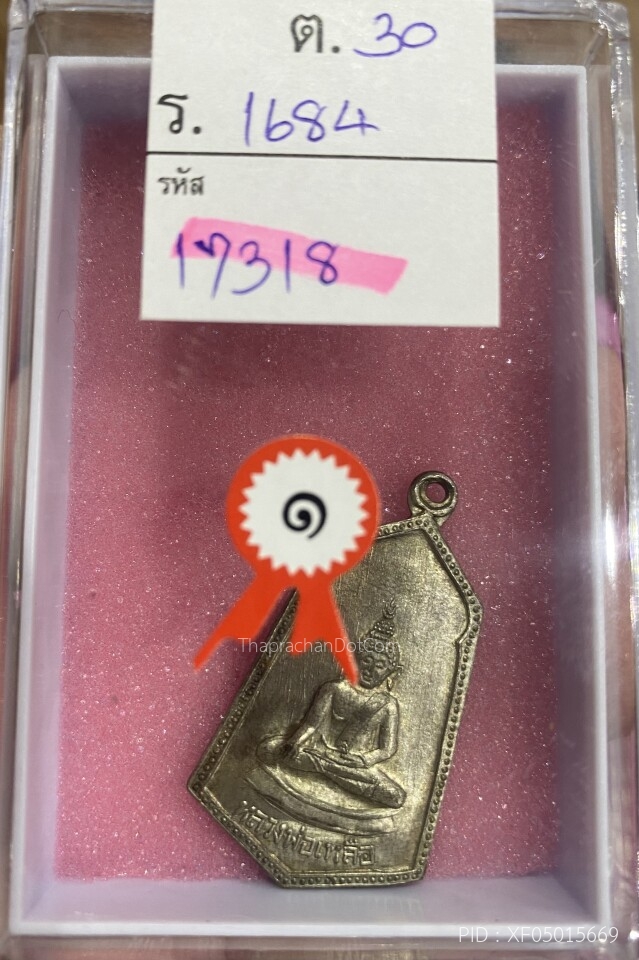 ต. 30
ร. 1684
รหัส
17318
๑
ThaprachanDotCom
หลวงพ่อเหลือ
PID : XF05015669